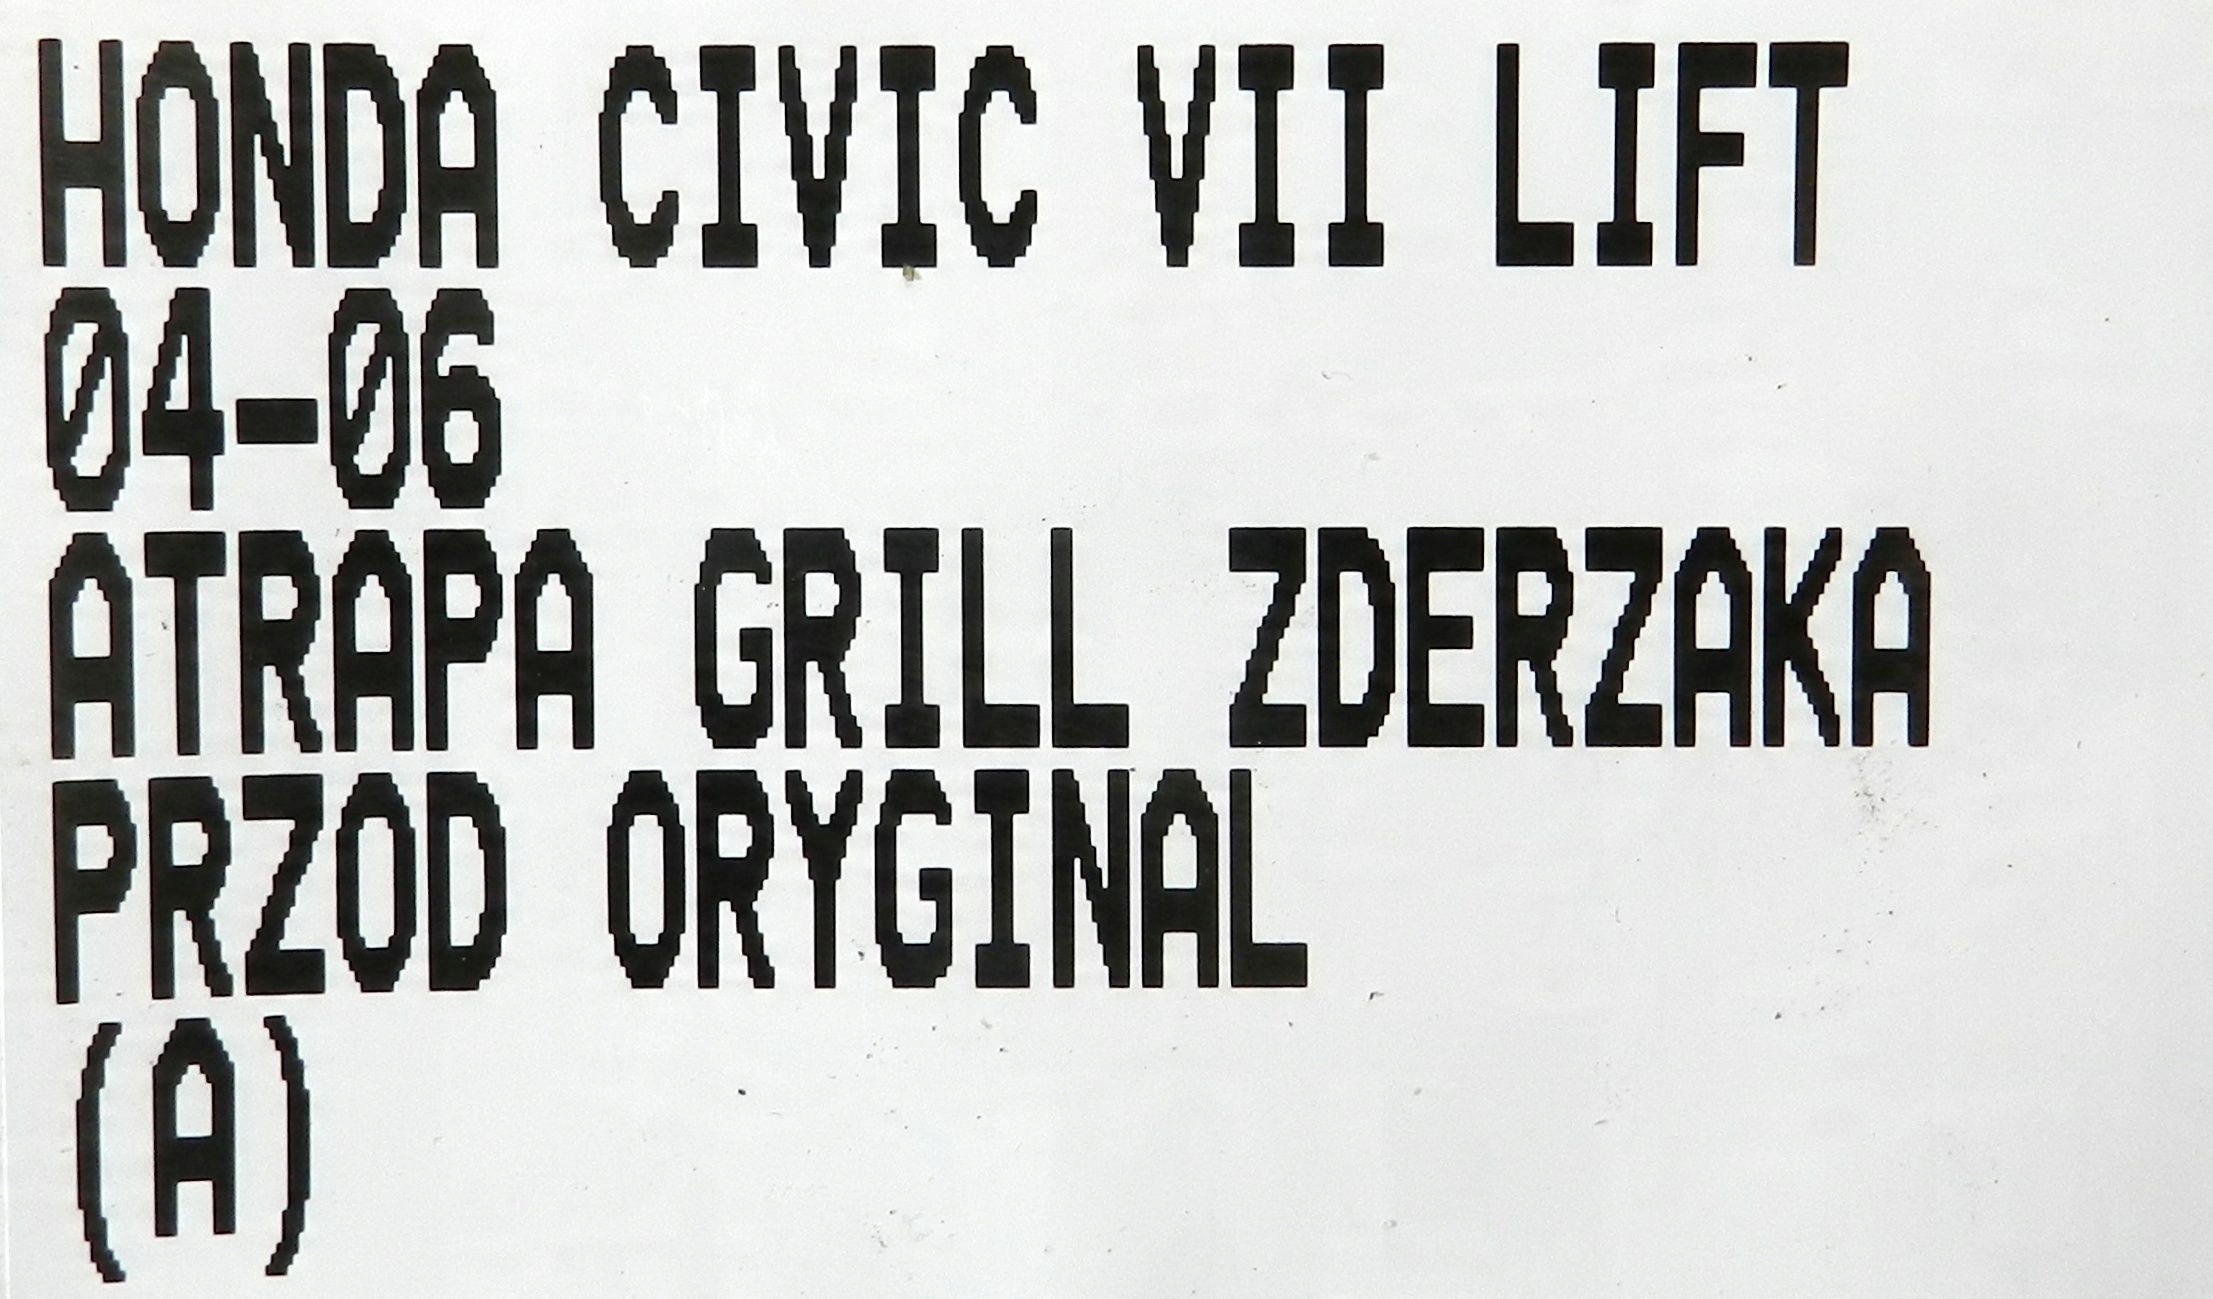 HONDA CIVIC VII LIFT
04-06
ATRAPA GRILL ZDERZAKA
PRZOD ORYGINAL
(A)